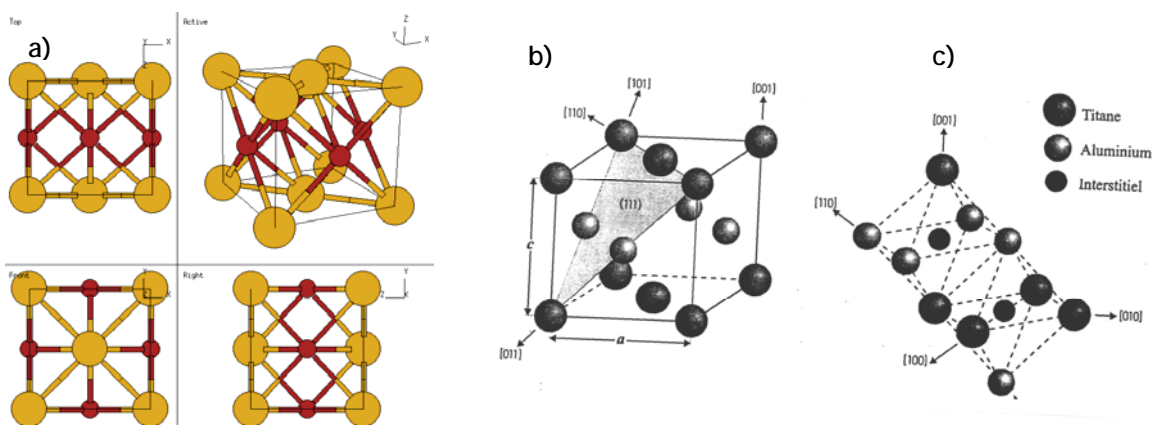 Top
a)
Y X
Z
Active
Z
Y X
Front
Y
X
Right
Y
Z
b)
[101]
[110]
[001]
(111)
c
a
[011]
c)
[001]
[110]
[010]
[100]
Titane
Aluminium
Interstitiel